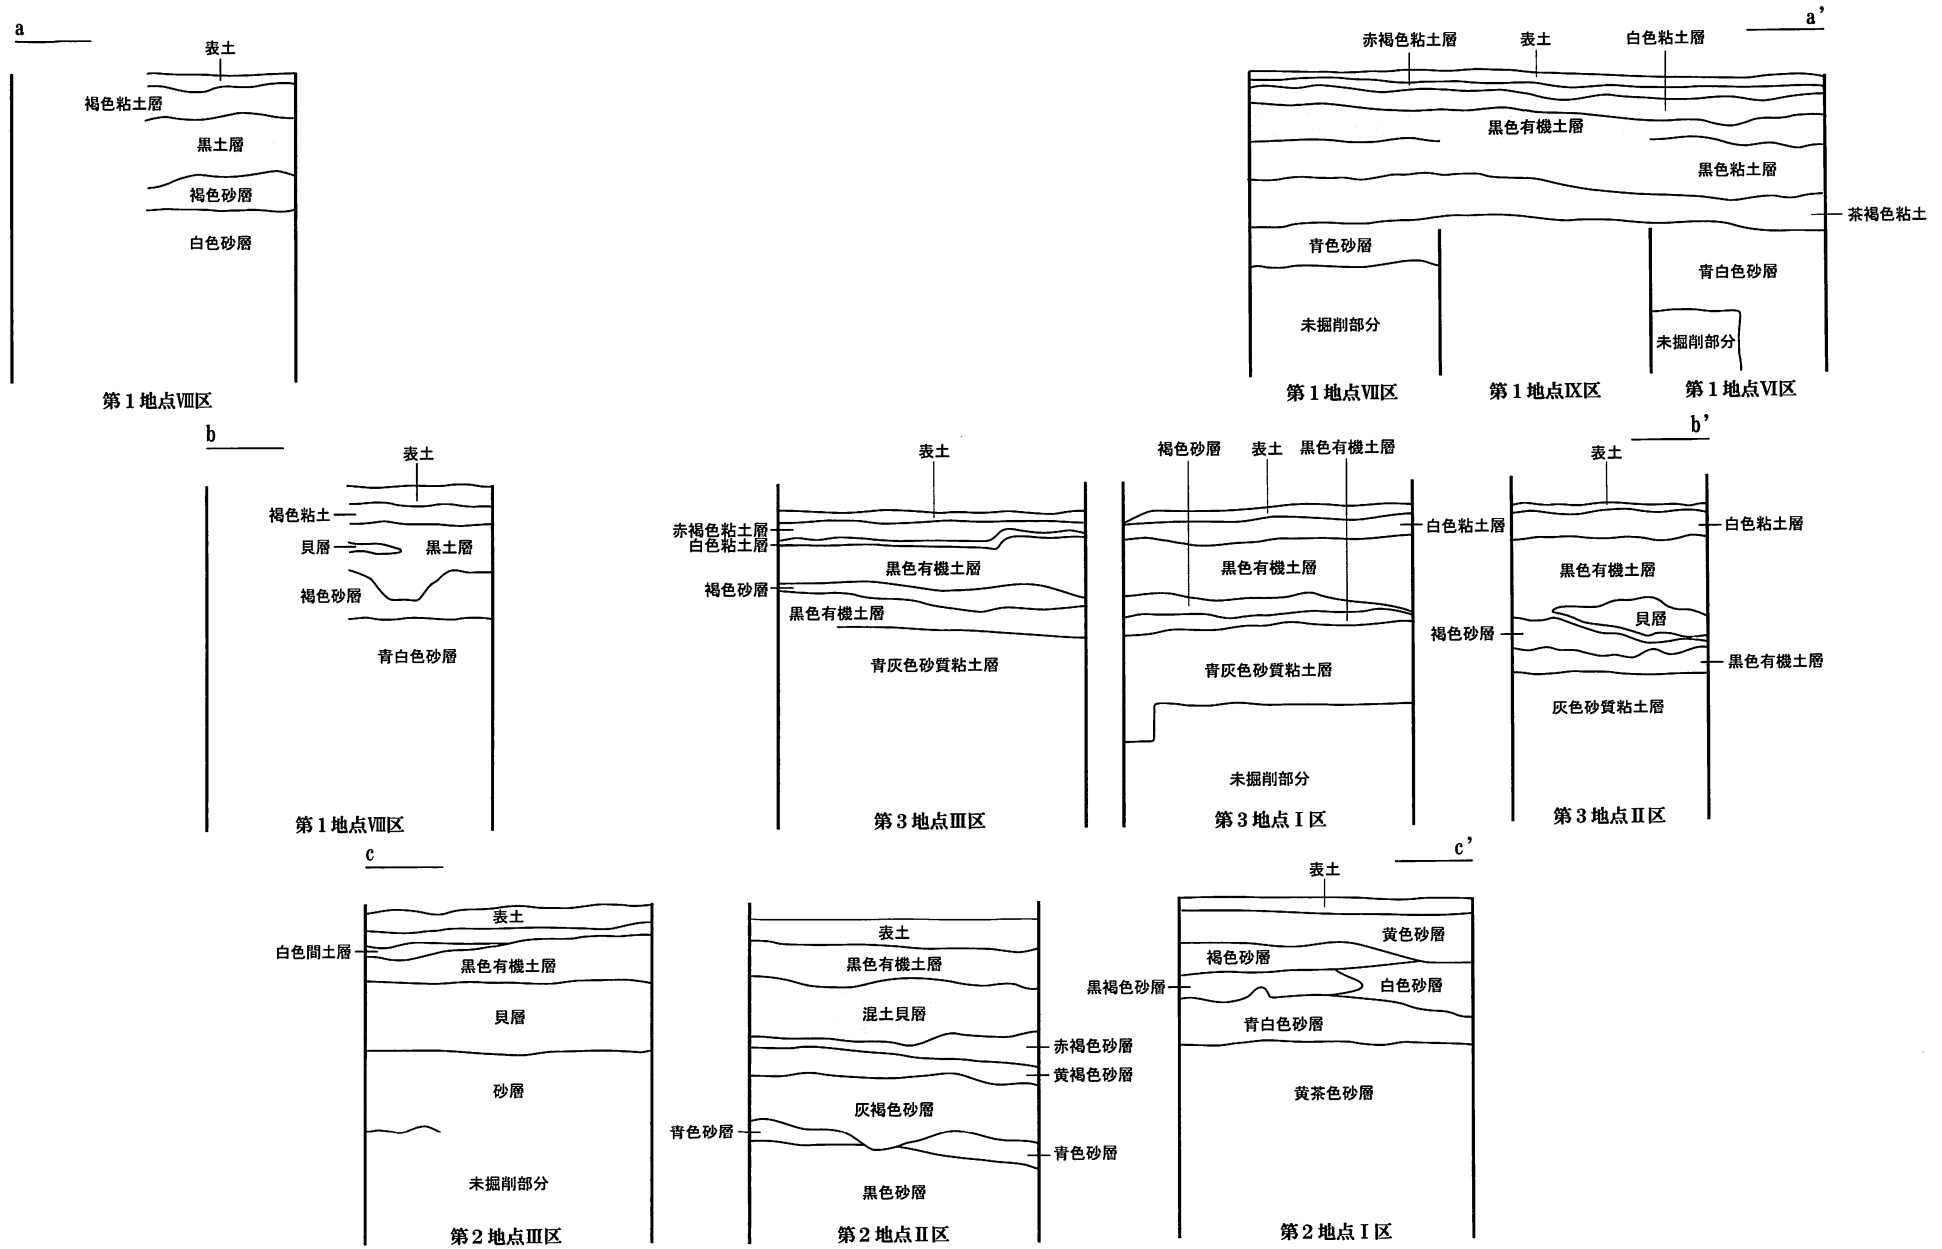 a
表土
褐色粘土層
黒土層
褐色砂層
白色砂層
第1地点Ⅷ区
a’
赤褐色粘土層
表土
白色粘土層
黒色有機土層
黒色粘土層
茶褐色粘土
青色砂層
青白色砂層
未掘削部分
未掘削部分
第1地点Ⅶ区
第1地点Ⅸ区
第1地点Ⅵ区
b
表土
褐色粘土
貝層
黒土層
褐色砂層
青白色砂層
第1地点Ⅷ区
表土
赤褐色粘土層
白色粘土層
黒色有機土層
褐色砂層
黒色有機土層
青灰色砂質粘土層
第3地点Ⅲ区
褐色砂層
表土
黒色有機土層
白色粘土層
黒色有機土層
青灰色砂質粘土層
未掘削部分
第3地点Ⅰ区
b’
表土
白色粘土層
黒色有機土層
貝層
褐色砂層
黒色有機土層
灰色砂質粘土層
第3地点Ⅱ区
c
表土
白色間土層
黒色有機土層
貝層
砂層
未掘削部分
第2地点Ⅲ区
表土
黒色有機土層
混土貝層
赤褐色砂層
黄褐色砂層
灰褐色砂層
青色砂層
青色砂層
黒色砂層
第2地点Ⅱ区
c’
表土
黄色砂層
褐色砂層
黒褐色砂層
白色砂層
青白色砂層
黄茶色砂層
第2地点Ⅰ区